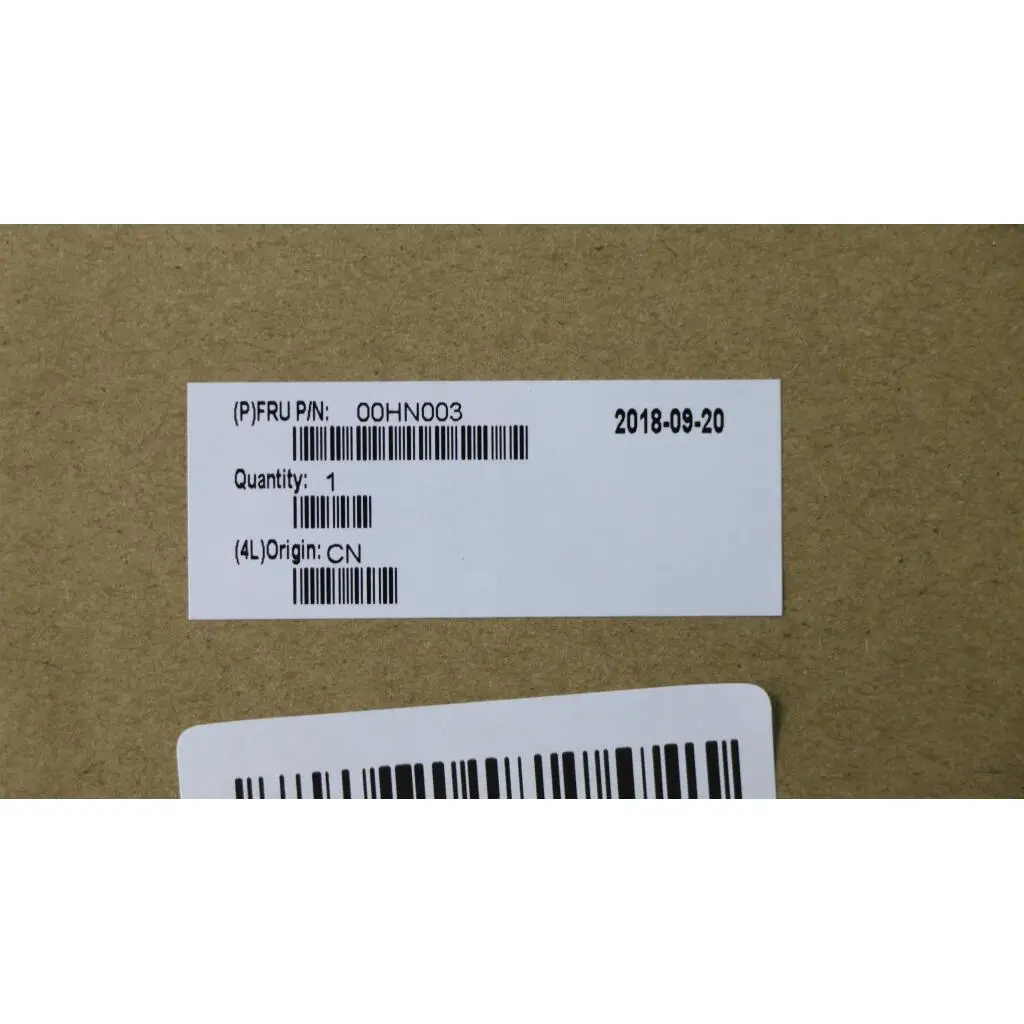 (P)FRU P/N: 00HN003
2018-09-20
Quantity: 1
(4L)Origin: CN